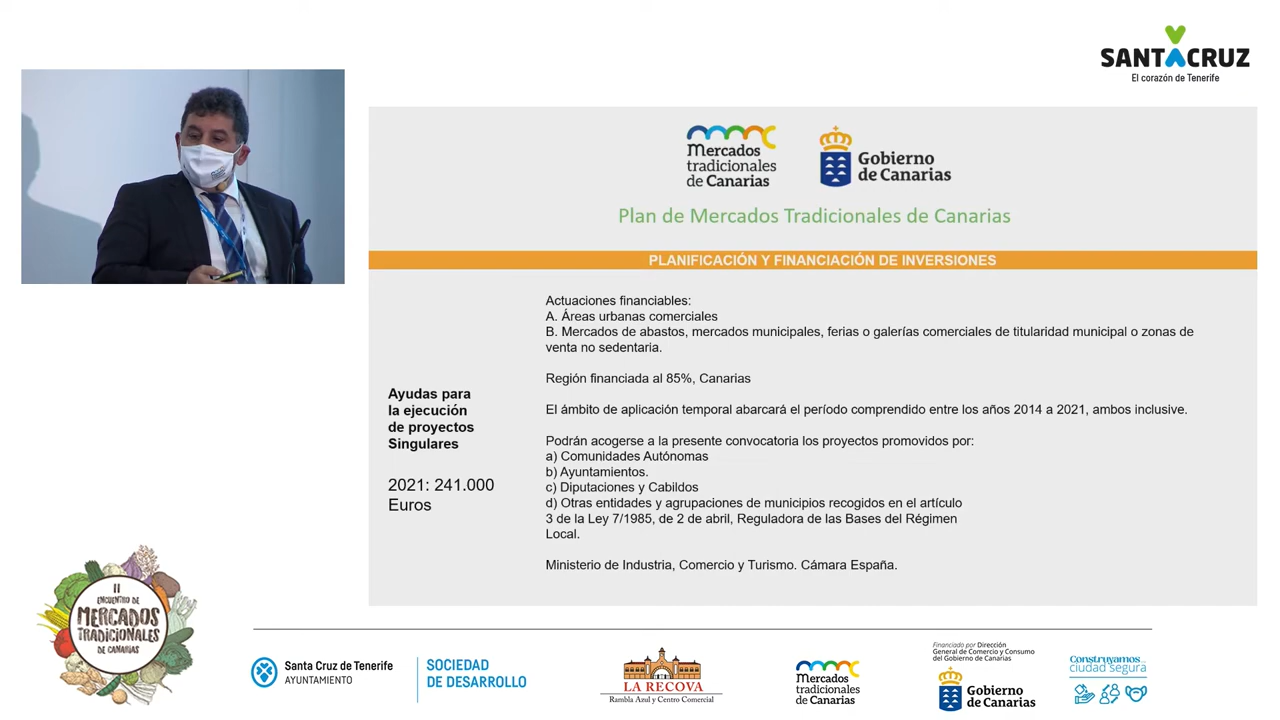 SANTACRUZ
El corazón de Tenerife
Mercados
tradicionales
de Canarias
Gobierno
de Canarias
Plan de Mercados Tradicionales de Canarias
PLANIFICACIÓN Y FINANCIACIÓN DE INVERSIONES
Ayudas para
la ejecución
de proyectos
Singulares
2021: 241.000
Euros
Actuaciones financiables:
A. Áreas urbanas comerciales
B. Mercados de abastos, mercados municipales, ferias o galerías comerciales de titularidad municipal o zonas de
venta no sedentaria.
Región financiada al 85%, Canarias
El ámbito de aplicación temporal abarcará el período comprendido entre los años 2014 a 2021, ambos inclusive.
Podrán acogerse a la presente convocatoria los proyectos promovidos por:
a) Comunidades Autónomas
b) Ayuntamientos.
c) Diputaciones y Cabildos
d) Otras entidades y agrupaciones de municipios recogidos en el artículo
3 de la Ley 7/1985, de 2 de abril, Reguladora de las Bases del Régimen
Local.
Ministerio de Industria, Comercio y Turismo. Cámara España.
II
ENCUENTRO DE
MERCADOS
TRADICIONALES
DE CANARIAS
Santa Cruz de Tenerife
AYUNTAMIENTO
SOCIEDAD
DE DESARROLLO
LA RECOVA
Rambla Azul y Centro Comercial
Mercados
tradicionales
de Canarias
Financiado por Dirección
General de Comercio y Consumo
del Gobierno de Canarias
Gobierno
de Canarias
Construyamos...
ciudad segura